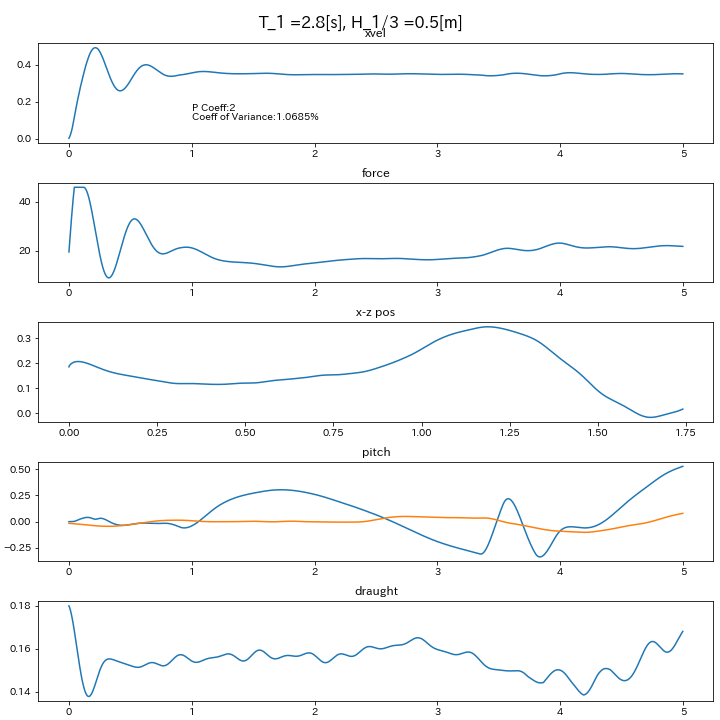 T_1 =2.8[s], H_1/3 =0.5[m]
xvel
0.4
0.2
0.0
P Coeff:2
Coeff of Variance:1.0685%
0 1 2 3 4 5
force
40
20
0 1 2 3 4 5
x-z pos
0.3
0.2
0.1
0.0
0.00 0.25 0.50 0.75 1.00 1.25 1.50 1.75
pitch
0.50
0.25
0.00
−0.25
0 1 2 3 4 5
draught
0.18
0.16
0.14
0 1 2 3 4 5